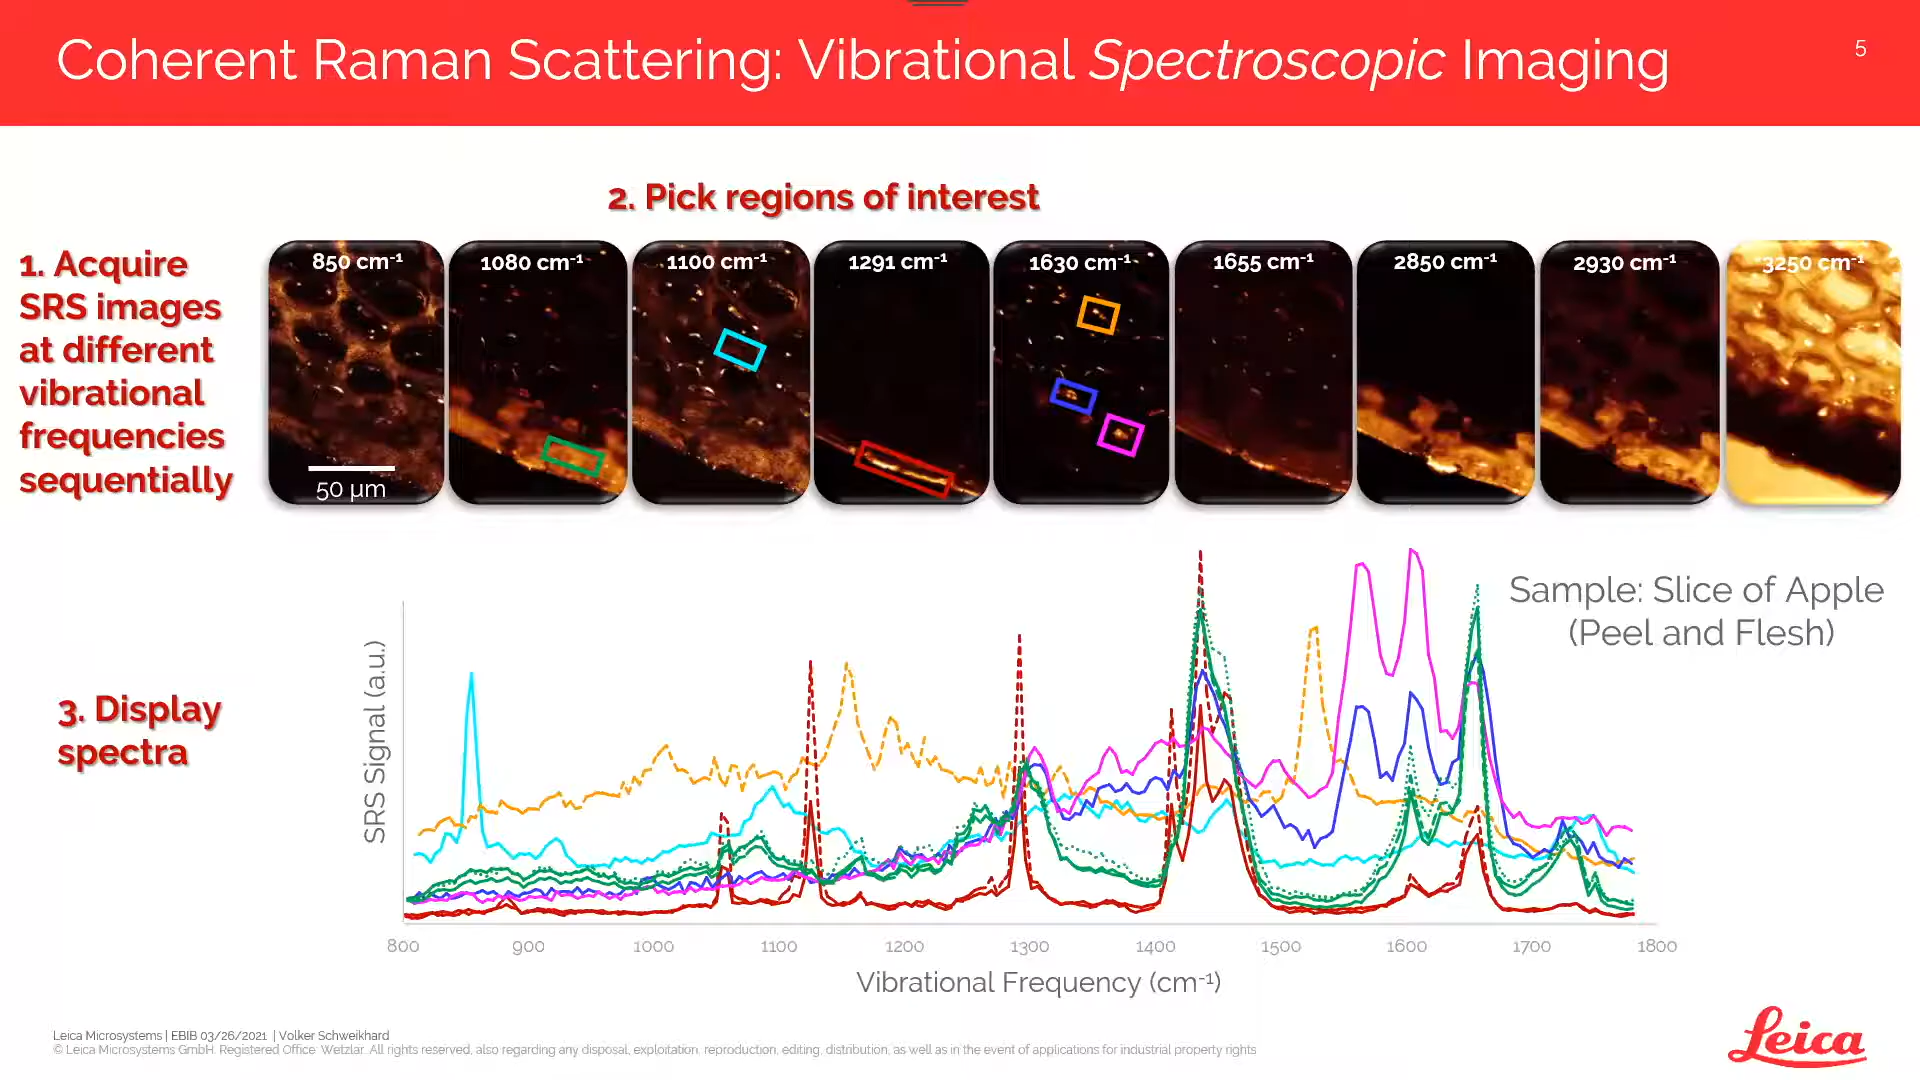 Coherent Raman Scattering: Vibrational Spectroscopic Imaging
5
2. Pick regions of interest
1. Acquire
SRS images
at different
vibrational
frequencies
sequentially
850 cm-1
1080 cm-1
1100 cm-1
1291 cm-1
1630 cm-1
1655 cm-1
2850 cm-1
2930 cm-1
3250 cm-1
50 µm
Sample: Slice of Apple
(Peel and Flesh)
3. Display
spectra
SRS Signal (a.u.)
800 900 1000 1100 1200 1300 1400 1500 1600 1700 1800
Vibrational Frequency (cm-1)
Leica Microsystems | EBIB 03/26/2021 | Volker Schweikhard
© Leica Microsystems GmbH. Registered Office: Wetzlar. All rights reserved, also regarding any disposal, exploitation, reproduction, editing, distribution, as well as in the event of applications for industrial property rights
Leica